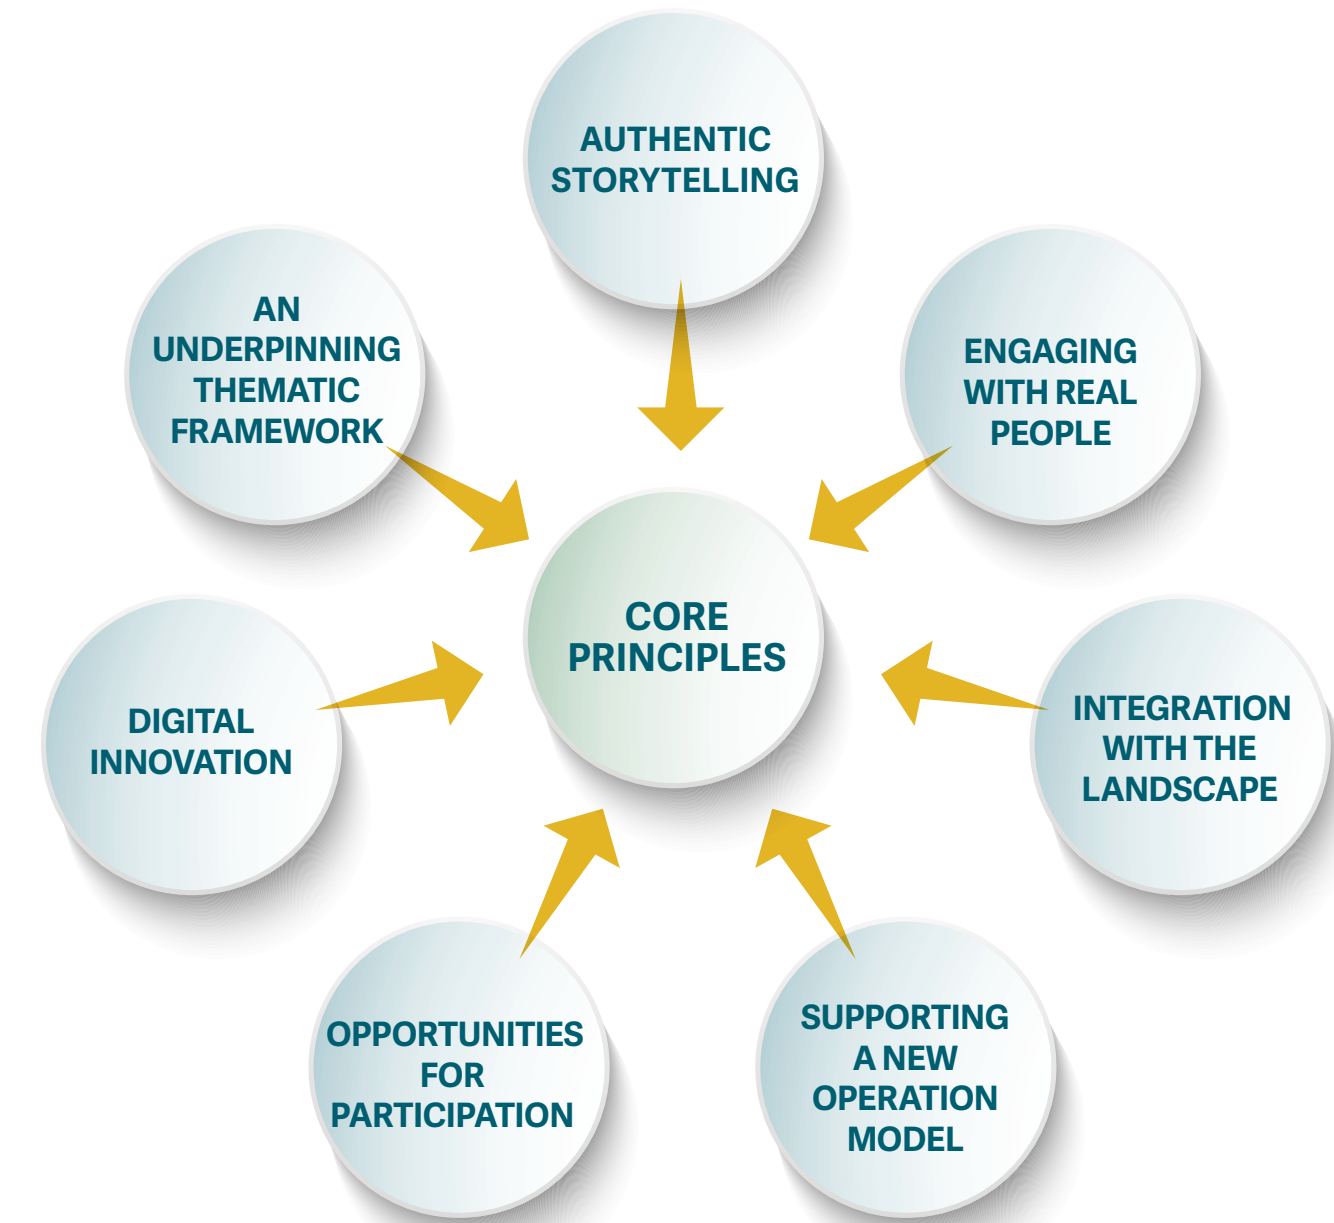 AUTHENTIC
STORYTELLING
ENGAGING
WITH REAL
PEOPLE
INTEGRATION
WITH THE
LANDSCAPE
SUPPORTING
A NEW
OPERATION
MODEL
OPPORTUNITIES
FOR
PARTICIPATION
DIGITAL
INNOVATION
AN
UNDERPINNING
THEMATIC
FRAMEWORK
CORE
PRINCIPLES